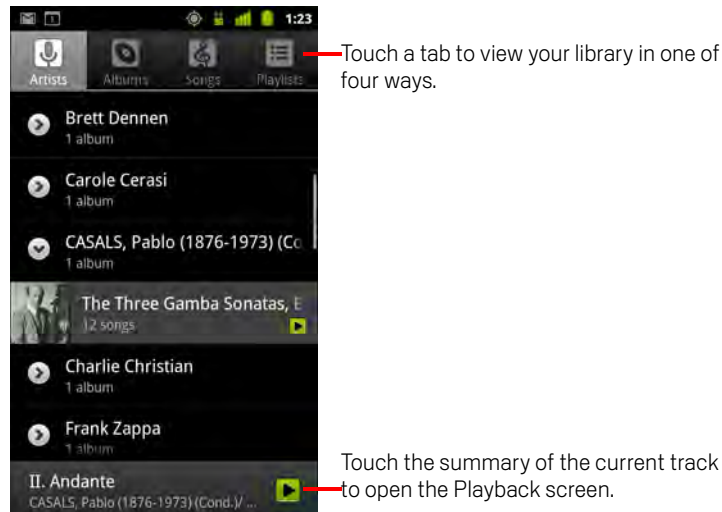 1:23
Artists Albums Songs Playlists
Touch a tab to view your library in one of
four ways.
Brett Dennen
1 album
Carole Cerasi
1 album
CASALS, Pablo (1876-1973) (Co
1 album
The Three Gamba Sonatas, E
12 songs
Charlie Christian
1 album
Frank Zappa
1 album
II. Andante
CASALS, Pablo (1876-1973) (Cond.)/ ...
Touch the summary of the current track
to open the Playback screen.